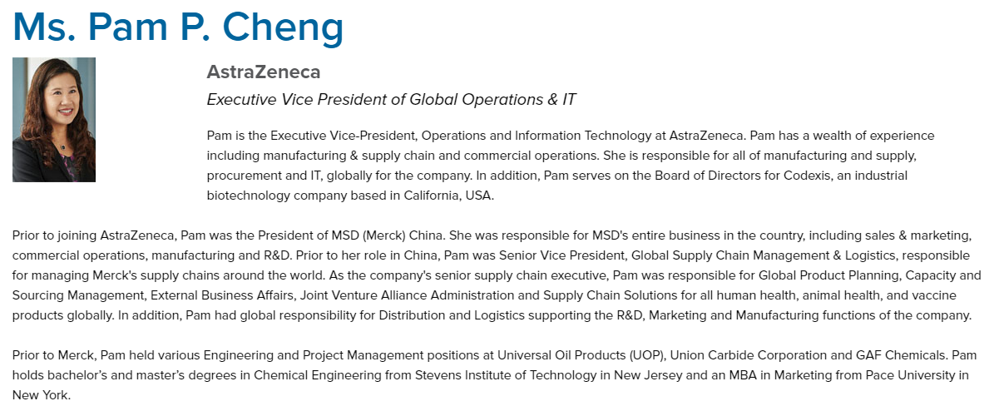 Ms. Pam P. Cheng
AstraZeneca
Executive Vice President of Global Operations & IT
Pam is the Executive Vice-President, Operations and Information Technology at AstraZeneca. Pam has a wealth of experience
including manufacturing & supply chain and commercial operations. She is responsible for all of manufacturing and supply,
procurement and IT, globally for the company. In addition, Pam serves on the Board of Directors for Codexis, an industrial
biotechnology company based in California, USA.
Prior to joining AstraZeneca, Pam was the President of MSD (Merck) China. She was responsible for MSD's entire business in the country, including sales & marketing,
commercial operations, manufacturing and R&D. Prior to her role in China, Pam was Senior Vice President, Global Supply Chain Management & Logistics, responsible
for managing Merck's supply chains around the world. As the company's senior supply chain executive, Pam was responsible for Global Product Planning, Capacity and
Sourcing Management, External Business Affairs, Joint Venture Alliance Administration and Supply Chain Solutions for all human health, animal health, and vaccine
products globally. In addition, Pam had global responsibility for Distribution and Logistics supporting the R&D, Marketing and Manufacturing functions of the company.
Prior to Merck, Pam held various Engineering and Project Management positions at Universal Oil Products (UOP), Union Carbide Corporation and GAF Chemicals. Pam
holds bachelor’s and master’s degrees in Chemical Engineering from Stevens Institute of Technology in New Jersey and an MBA in Marketing from Pace University in
New York.